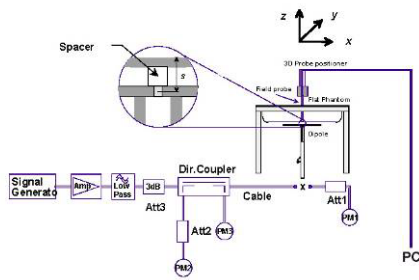 z
y
x
Spacer
s
3D Probe positioner
Field probe
Flat Phantom
Dipole
Signal
Generato
Amp
Low
Pass
3dB
Att3
Dir.Coupler
Cable
x
Att1
PM1
Att2
PM3
PM2
PC